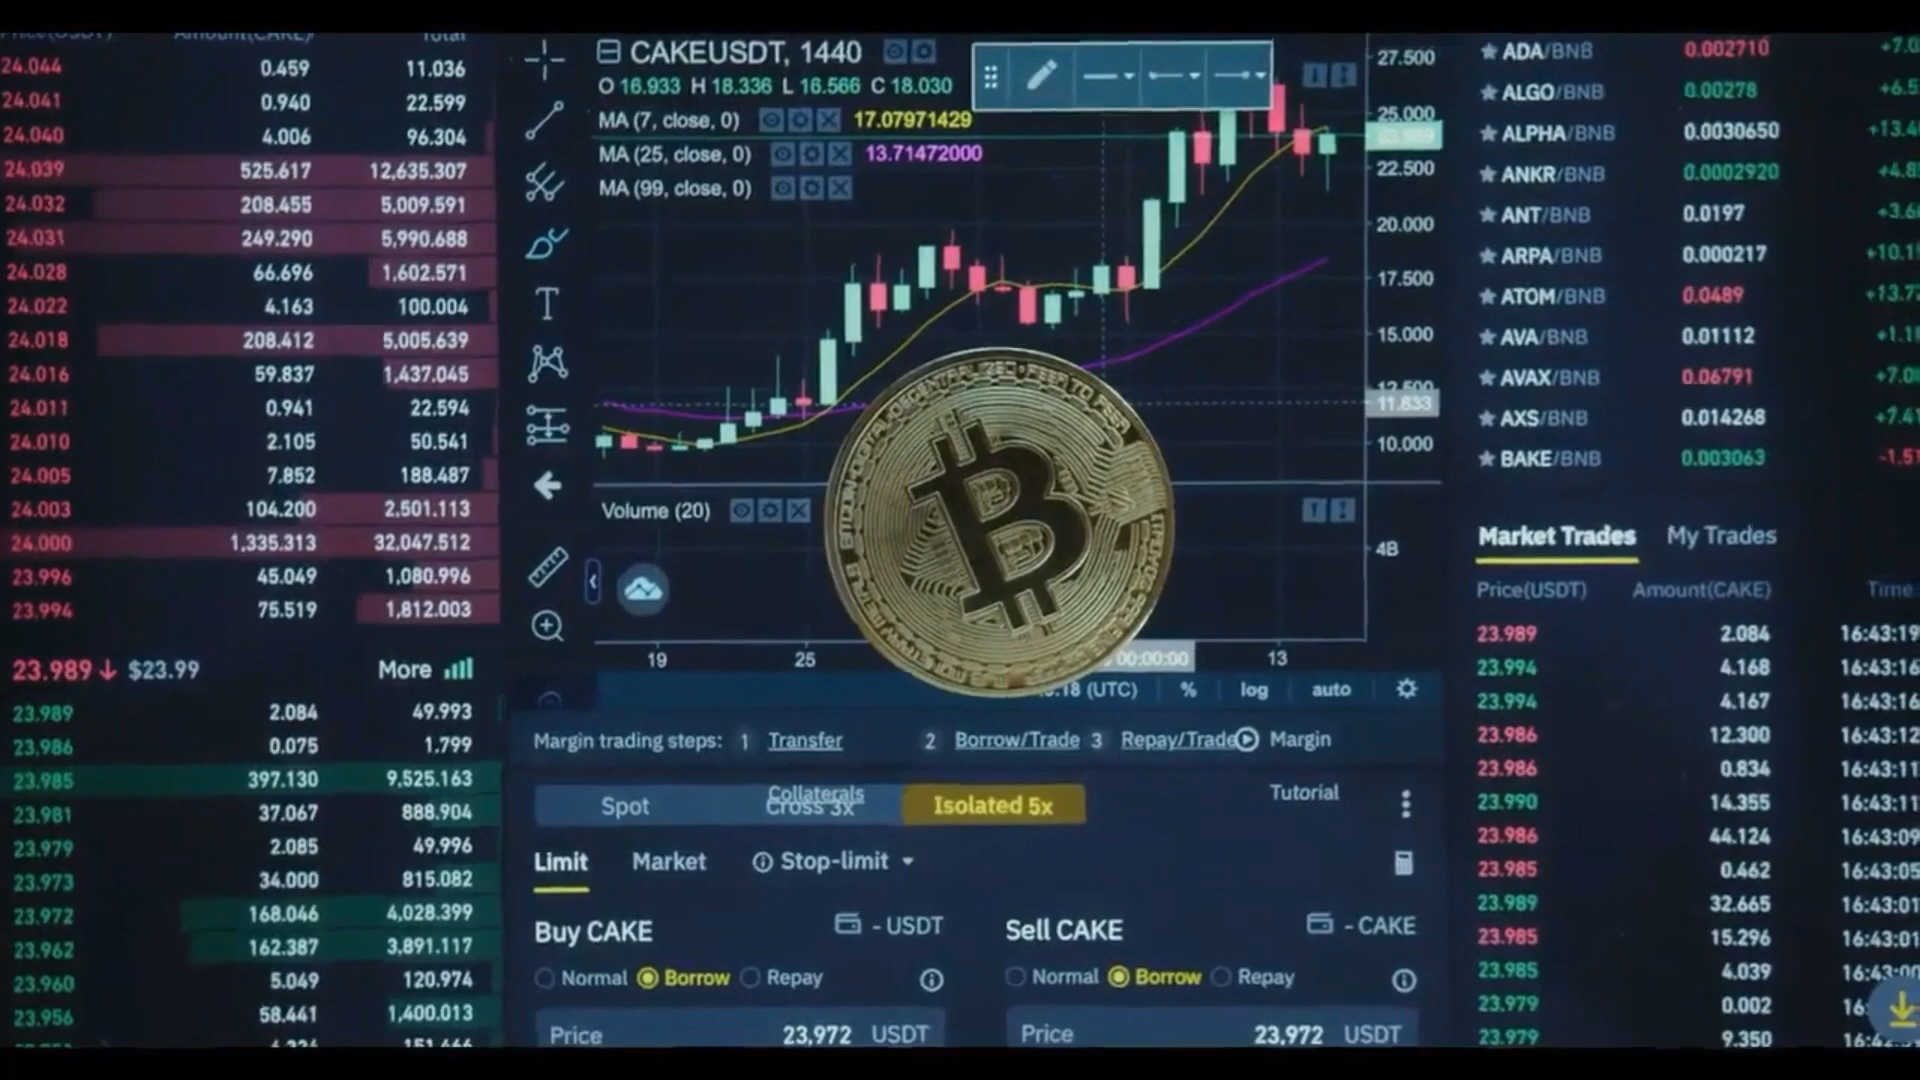 Price(USDT) Amount(CAKE) Total
24.044 0.459 11.036
24.041 0.940 22.599
24.040 4.006 96.304
24.039 525.617 12,635.307
24.032 208.455 5,009.591
24.031 249.290 5,990.688
24.028 66.696 1,602.571
24.022 4.163 100.004
24.018 208.412 5,005.639
24.016 59.837 1,437.045
24.011 0.941 22.594
24.010 2.105 50.541
24.005 7.852 188.487
24.003 104.200 2,501.113
24.000 1,335.313 32,047.512
23.996 45.049 1,080.996
23.994 75.519 1,812.003
23.989 $23.99 More
23.989 2.084 49.993
23.986 0.075 1.799
23.985 397.130 9,525.163
23.981 37.067 888.904
23.979 2.085 49.996
23.973 34.000 815.082
23.972 168.046 4,028.399
23.962 162.387 3,891.117
23.960 5.049 120.974
23.956 58.441 1,400.013
CAKEUSDT, 1440
O 16.933 H 18.336 L 16.566 C 18.030
MA (7, close, 0) 17.07971429
MA (25, close, 0) 13.71472000
MA (99, close, 0)
27.500
25.000
22.500
20.000
17.500
15.000
12.500
11.833
10.000
Volume (20)
4B
19 25 00:00:00 13
(UTC) % log auto
Margin trading steps: 1 Transfer 2 Borrow/Trade 3 Repay/Trade Margin
Collaterals Tutorial
Spot Cross 3x Isolated 5x
Limit Market Stop-limit
Buy CAKE - USDT
Normal Borrow Repay
Price 23,972 USDT
Sell CAKE - CAKE
Normal Borrow Repay
Price 23,972 USDT
ADA/BNB 0.002710
ALGO/BNB 0.00278
ALPHA/BNB 0.0030650
ANKR/BNB 0.0002920
ANT/BNB 0.0197
ARPA/BNB 0.000217
ATOM/BNB 0.0489
AVA/BNB 0.01112
AVAX/BNB 0.06791
AXS/BNB 0.014268
BAKE/BNB 0.003063
Market Trades My Trades
Price(USDT) Amount(CAKE) Time
23.989 2.084 16:43:19
23.994 4.168 16:43:16
23.994 4.167 16:43:16
23.986 12.300 16:43:12
23.986 0.834 16:43:11
23.990 14.355 16:43:11
23.986 44.124 16:43:09
23.985 0.462 16:43:05
23.989 32.665 16:43:01
23.985 15.296 16:43:01
23.985 4.039 16:43:00
23.979 0.002
23.979 9.350